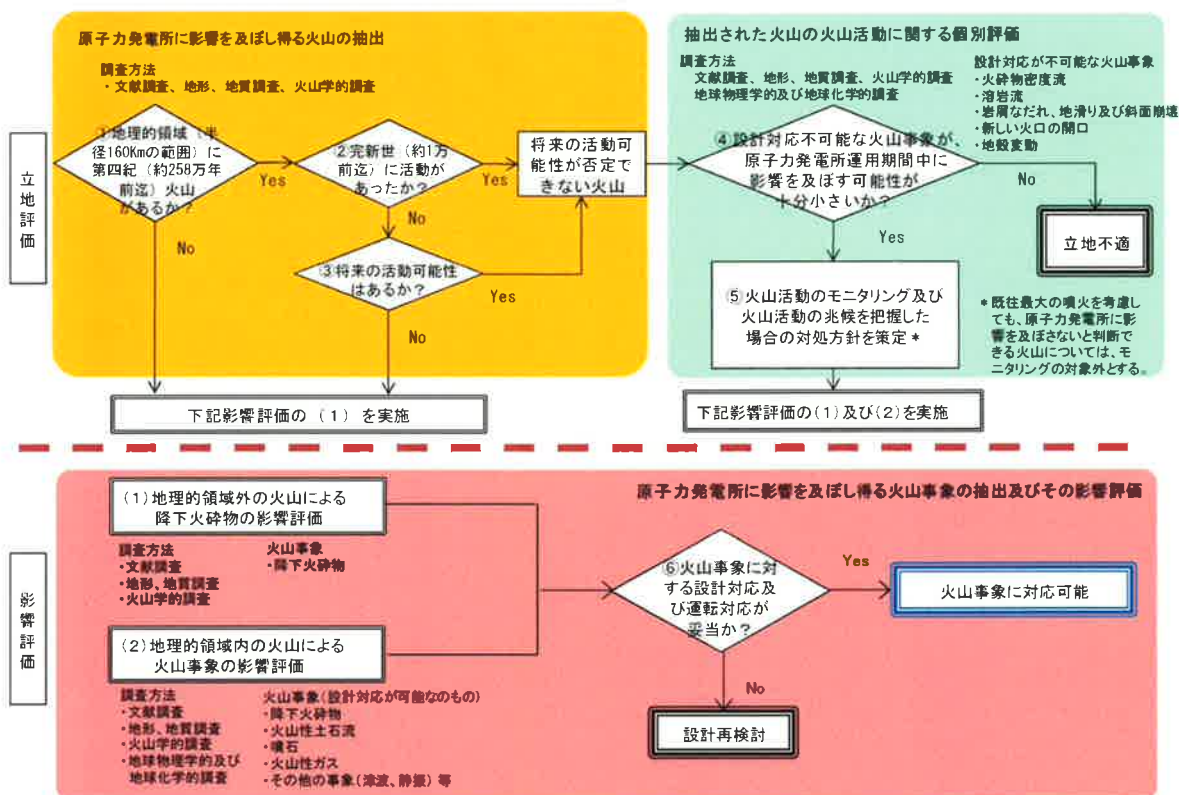 原子力発電所に影響を及ぼし得る火山の抽出
調査方法
・文献調査、地形、地質調査、火山学的調査
立地評価
①地理的領域（半
径160Kmの範囲）に
第四紀（約258万年
前迄）火山
があるか？
Yes
No
②完新世（約1万
前迄）に活動が
あったか？
Yes
No
③将来の活動可能性
はあるか？
Yes
No
将来の活動可
能性が否定で
きない火山
下記影響評価の（1）を実施
抽出された火山の火山活動に関する個別評価
調査方法
文献調査、地形、地質調査、火山学的調査
地球物理学的及び地球化学的調査
設計対応が不可能な火山事象
・火砕物密度流
・溶岩流
・岩屑なだれ、地滑り及び斜面崩壊
・新しい火口の開口
・地殻変動
④設計対応不可能な火山事象が、
原子力発電所運用期間中に
影響を及ぼす可能性が
十分小さいか？
No
Yes
立地不適
⑤火山活動のモニタリング及び
火山活動の兆候を把握した
場合の対処方針を策定＊
＊既往最大の噴火を考慮し
ても、原子力発電所に影
響を及ぼさないと判断で
きる火山については、モ
ニタリングの対象外とする。
下記影響評価の(1)及び(2)を実施
影響評価
原子力発電所に影響を及ぼし得る火山事象の抽出及びその影響評価
(1)地理的領域外の火山による
降下火砕物の影響評価
調査方法
・文献調査
・地形、地質調査
・火山学的調査
火山事象
・降下火砕物
(2)地理的領域内の火山による
火山事象の影響評価
調査方法
・文献調査
・地形、地質調査
・火山学的調査
・地球物理学的及び
地球化学的調査
火山事象(設計対応が可能なのもの)
・降下火砕物
・火山性土石流
・噴石
・火山性ガス
・その他の事象(津波、静振）等
⑥火山事象に対
する設計対応及
び運転対応が
妥当か？
Yes
火山事象に対応可能
No
設計再検討